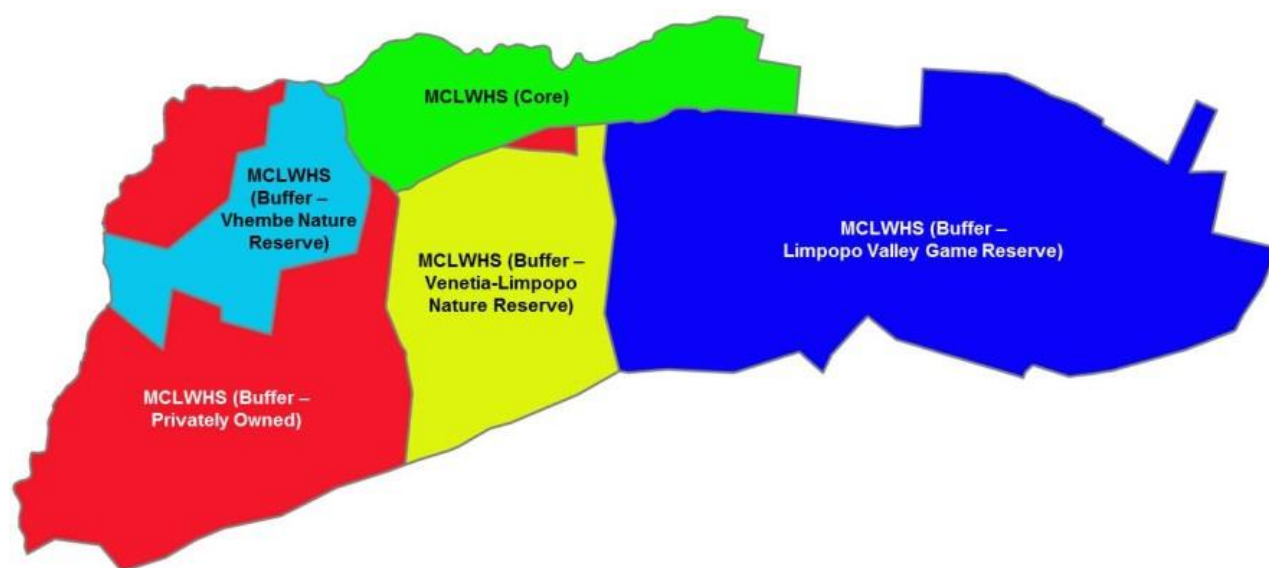 MCLWHS (Core)
MCLWHS
(Buffer –
Vhembe Nature
Reserve)
MCLWHS (Buffer –
Limpopo Valley Game Reserve)
MCLWHS (Buffer –
Venetia-Limpopo
Nature Reserve)
MCLWHS (Buffer –
Privately Owned)